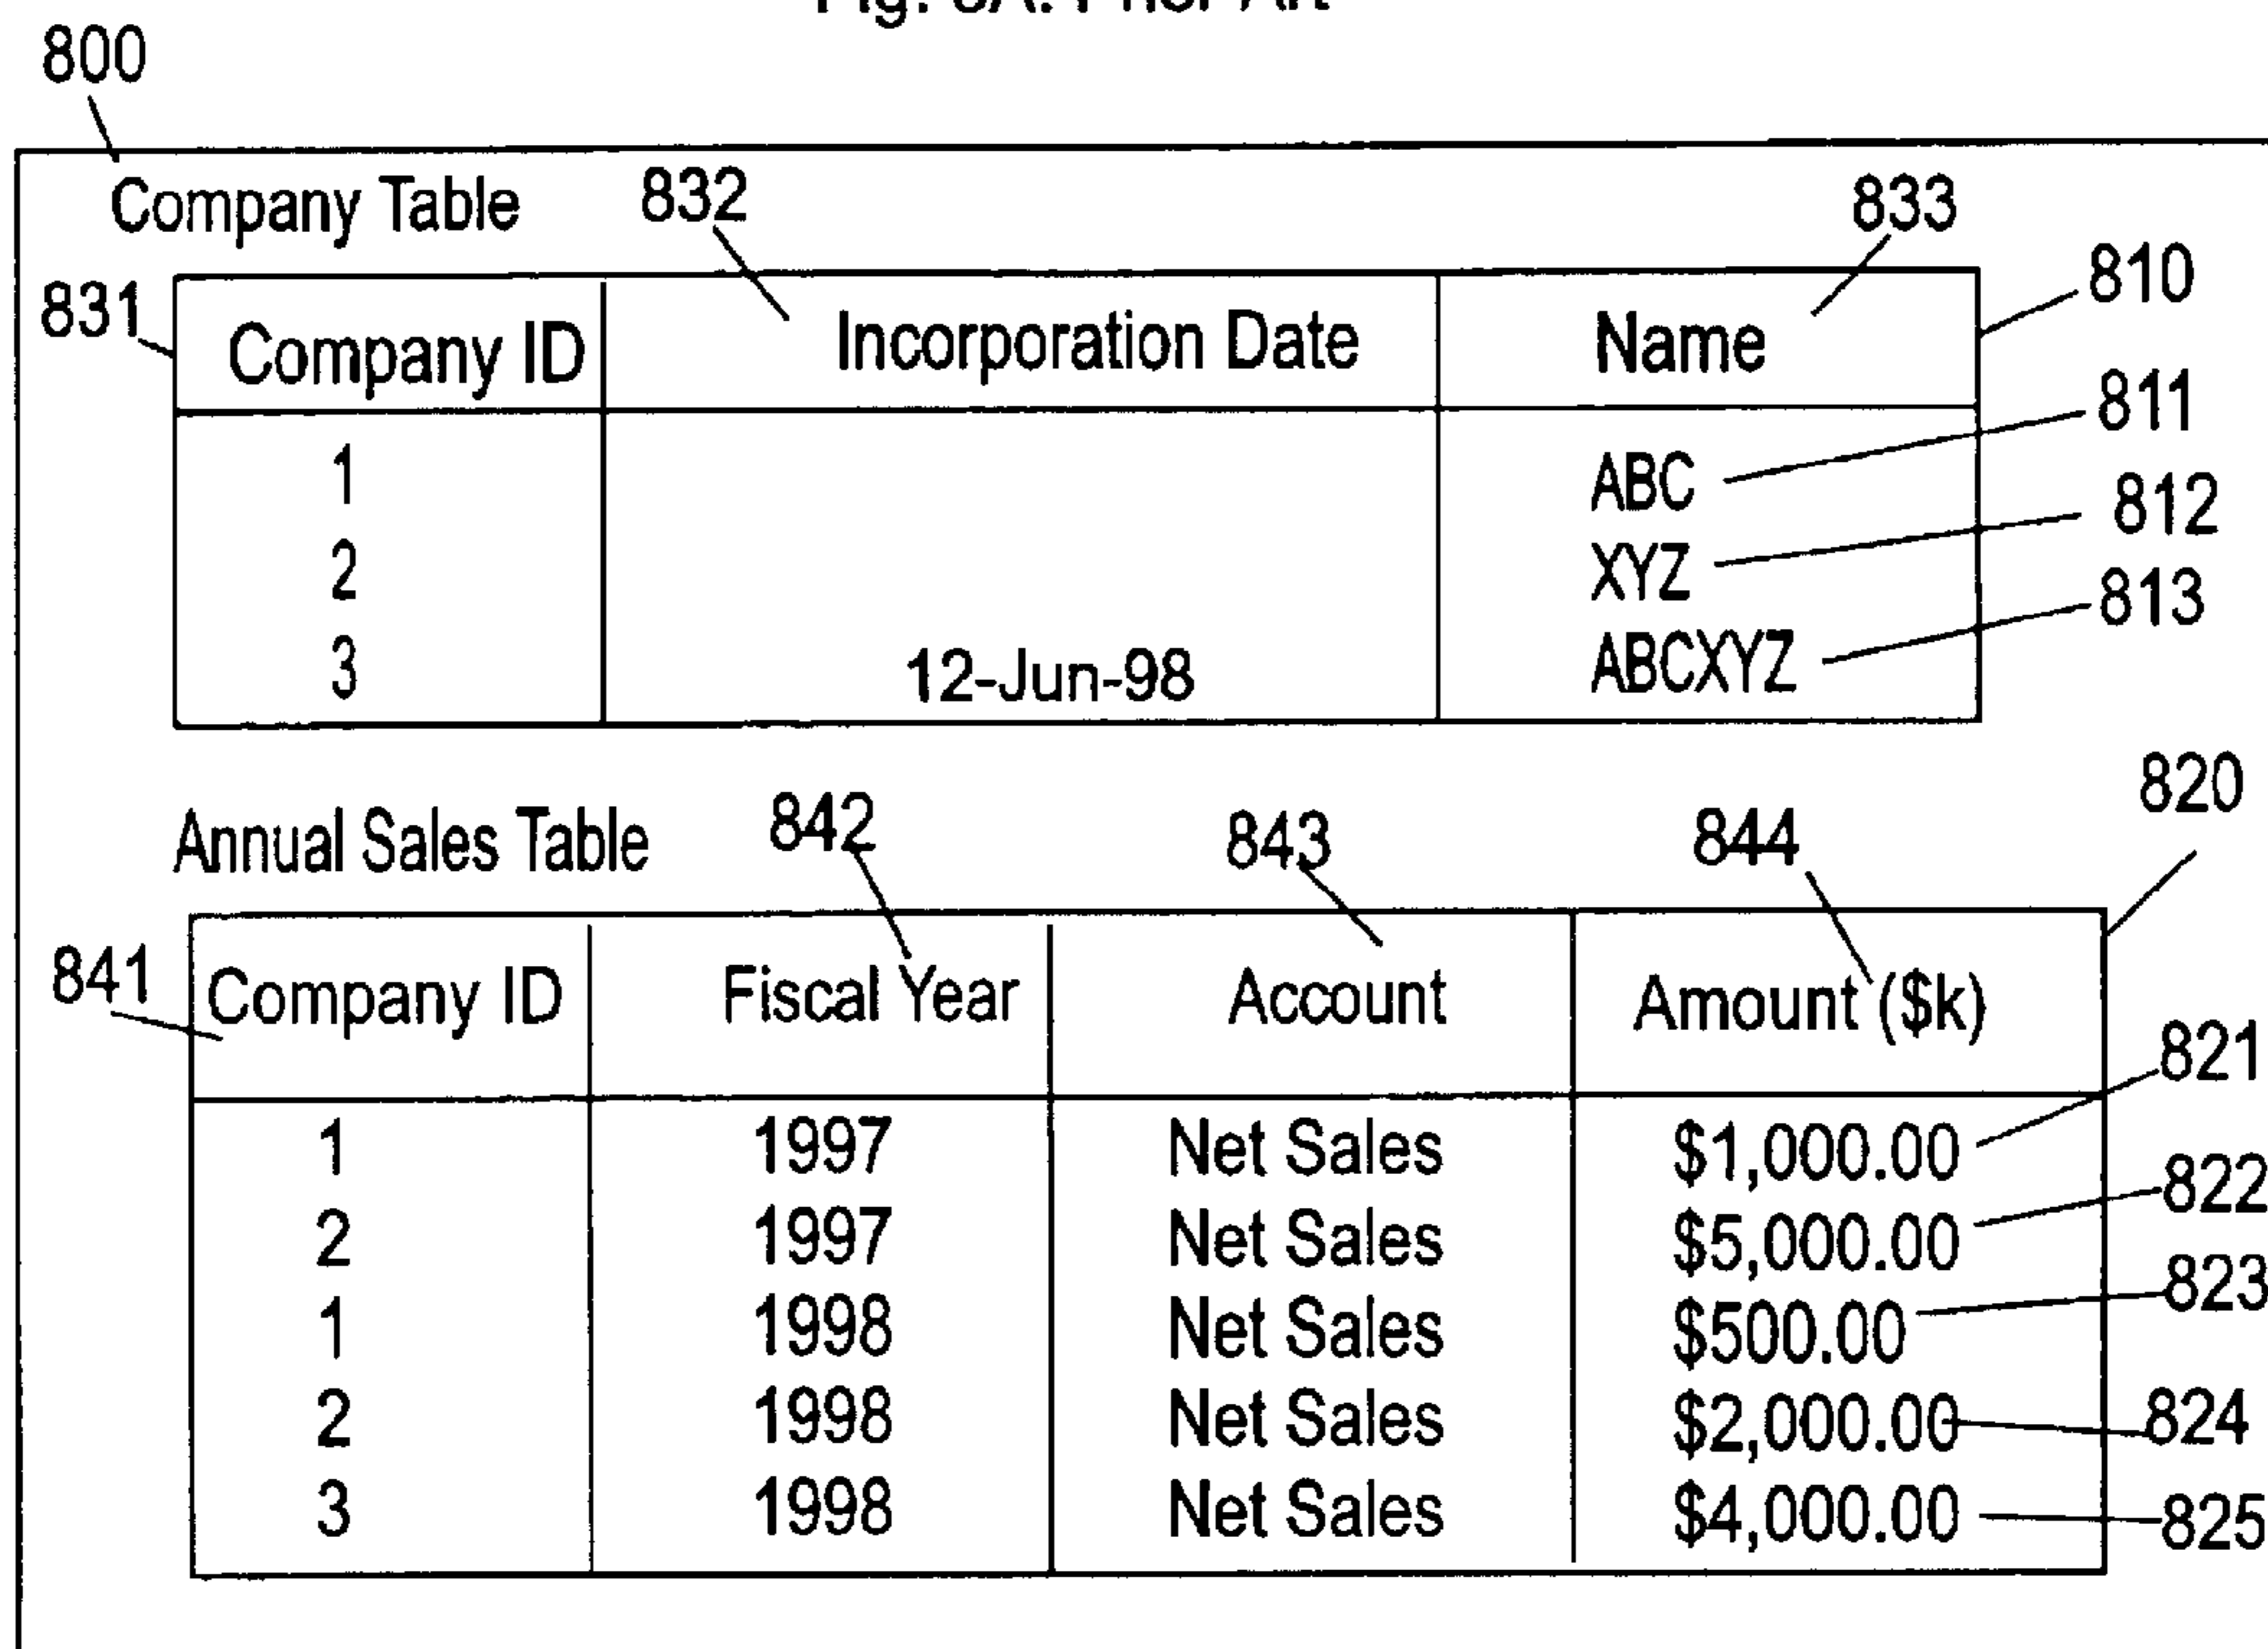 800
Company Table 832 833
810
831 Company ID Incorporation Date Name
811
1 ABC
812
2 XYZ
813
3 12-Jun-98 ABCXYZ
820
Annual Sales Table 842 843 844
841 Company ID Fiscal Year Account Amount ($k)
821
1 1997 Net Sales $1,000.00
822
2 1997 Net Sales $5,000.00
823
1 1998 Net Sales $500.00
2 1998 Net Sales $2,000.00 824
3 1998 Net Sales $4,000.00 825